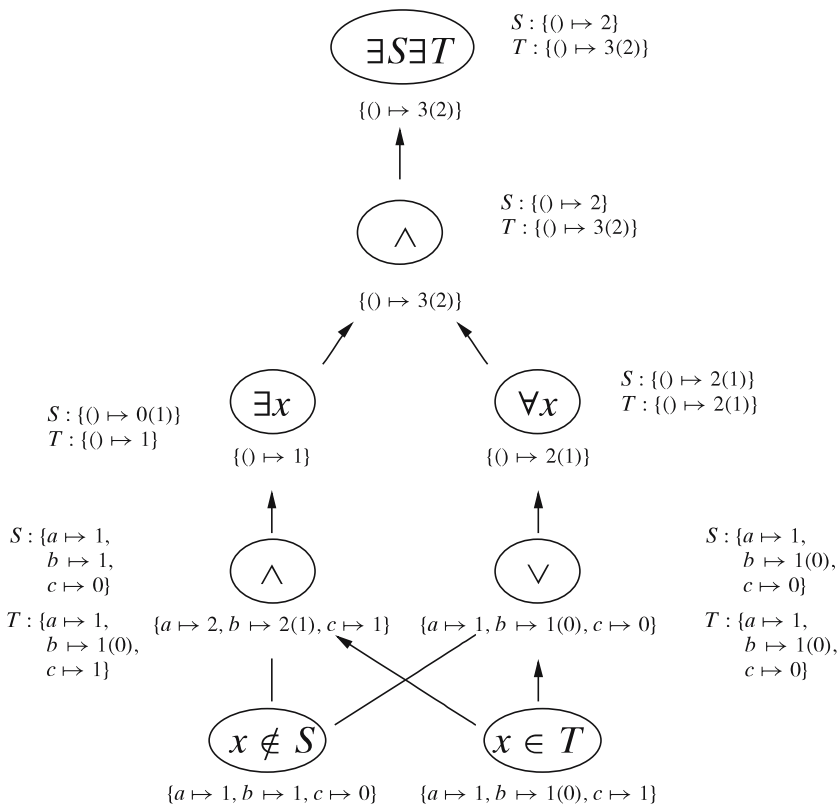 ∃S∃T
S : {() ↦ 2}
T : {() ↦ 3(2)}
{() ↦ 3(2)}
∧
S : {() ↦ 2}
T : {() ↦ 3(2)}
{() ↦ 3(2)}
∃x
∀x
S : {() ↦ 0(1)}
T : {() ↦ 1}
S : {() ↦ 2(1)}
T : {() ↦ 2(1)}
{() ↦ 1}
{() ↦ 2(1)}
S : {a ↦ 1,
b ↦ 1,
c ↦ 0}
T : {a ↦ 1,
b ↦ 1(0),
c ↦ 1}
∧
∨
S : {a ↦ 1,
b ↦ 1(0),
c ↦ 0}
T : {a ↦ 1,
b ↦ 1(0),
c ↦ 0}
{a ↦ 2, b ↦ 2(1), c ↦ 1}
{a ↦ 1, b ↦ 1(0), c ↦ 0}
x ∉ S
x ∈ T
{a ↦ 1, b ↦ 1, c ↦ 0}
{a ↦ 1, b ↦ 1(0), c ↦ 1}